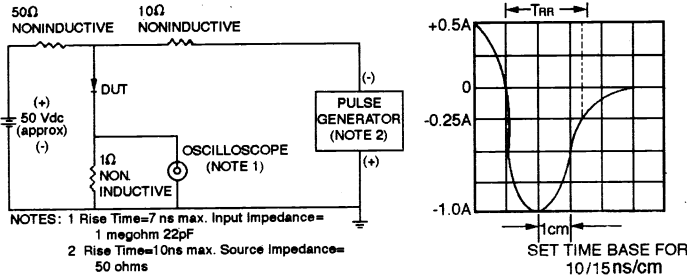 50Ω
NONINDUCTIVE
10Ω
NONINDUCTIVE
DUT
(+)
50 Vdc
(approx)
(-)
1Ω
NON.
INDUCTIVE
OSCILLOSCOPE
(NOTE 1)
(-)
PULSE
GENERATOR
(NOTE 2)
(+)
NOTES: 1 Rise Time=7 ns max. Input Impedance=
1 megohm 22pF
2 Rise Time=10ns max. Source Impedance=
50 ohms
TRR
+0.5A
0
-0.25A
-1.0A
1cm
SET TIME BASE FOR
10/15ns/cm